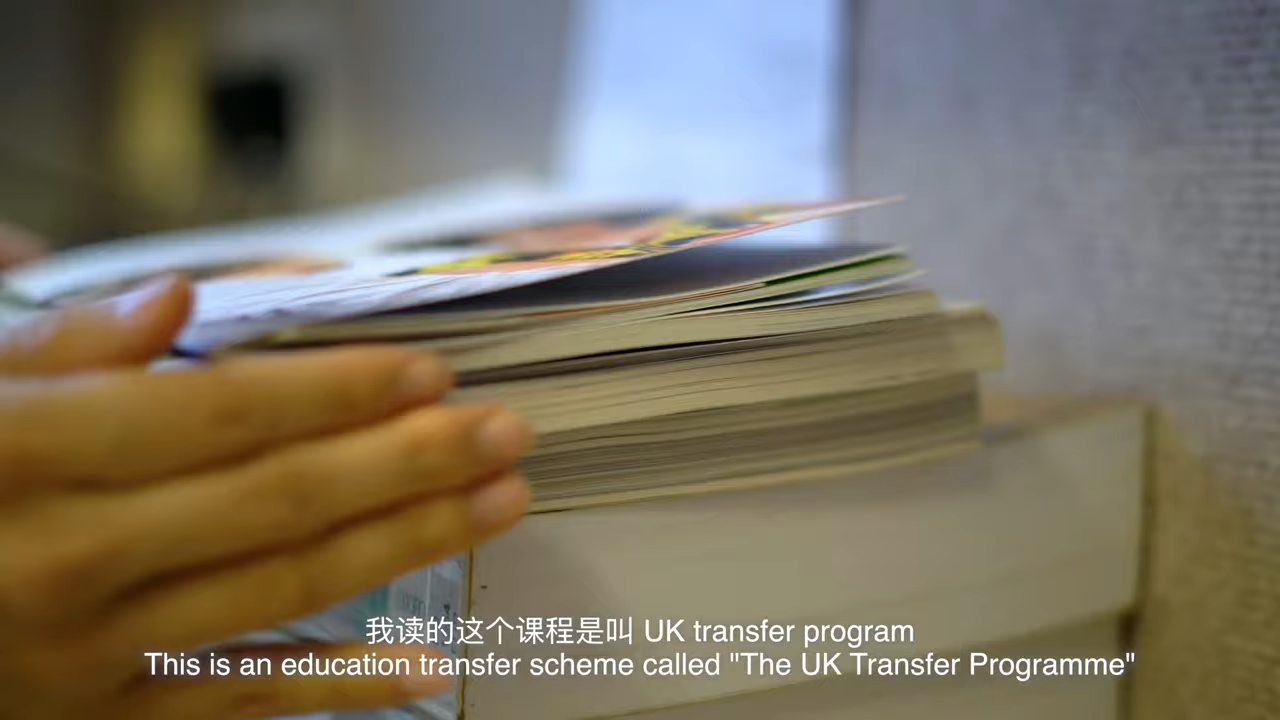 我读的这个课程是叫 UK transfer program
This is an education transfer scheme called "The UK Transfer Programme"